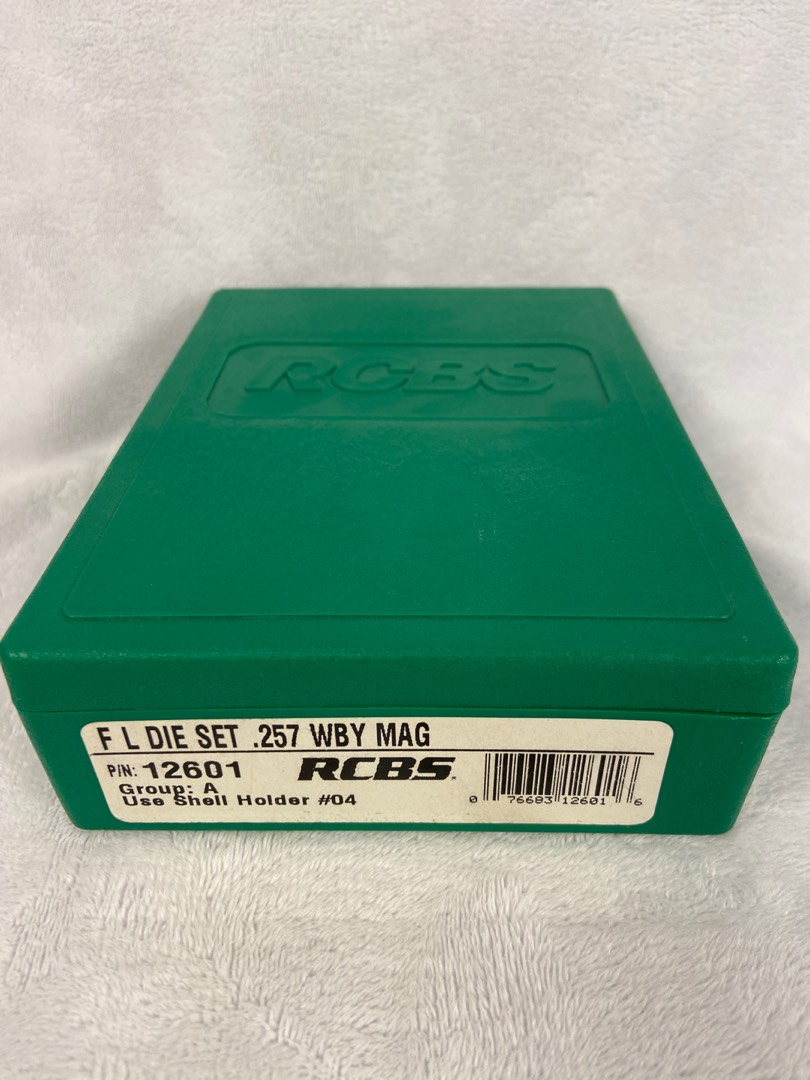 RCBS
F L DIE SET .257 WBY MAG
P/N: 12601 RCBS.
Group: A
Use Shell Holder #04
0 76683 12601 6